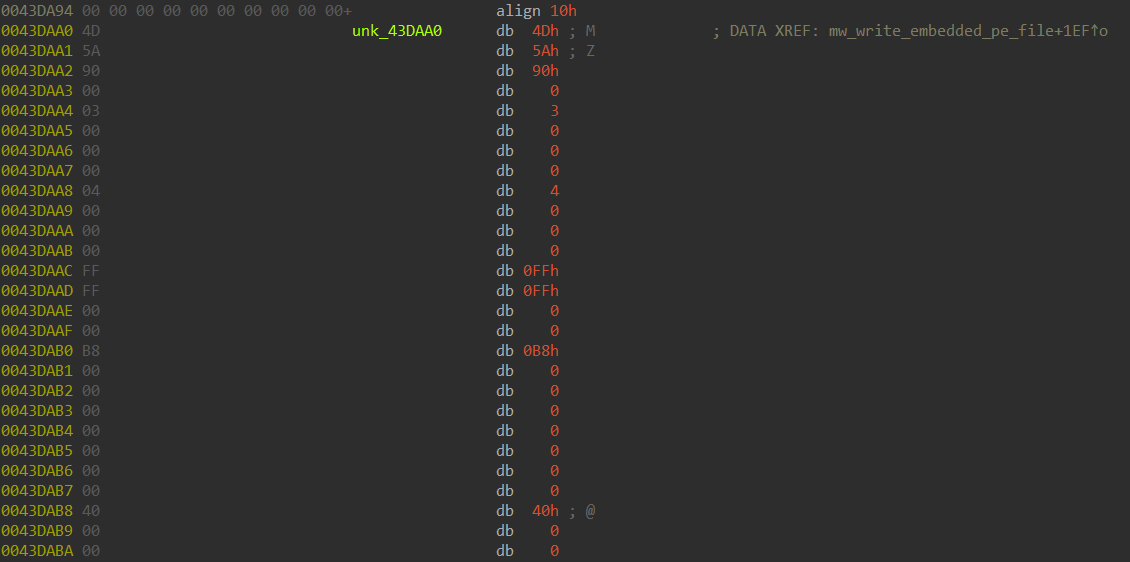 0043DA94 00 00 00 00 00 00 00 00 00 00+ align 10h
0043DAA0 4D unk_43DAA0 db 4Dh ; M ; DATA XREF: mw_write_embedded_pe_file+1EF↑o
0043DAA1 5A db 5Ah ; Z
0043DAA2 90 db 90h
0043DAA3 00 db 0
0043DAA4 03 db 3
0043DAA5 00 db 0
0043DAA6 00 db 0
0043DAA7 00 db 0
0043DAA8 04 db 4
0043DAA9 00 db 0
0043DAAA 00 db 0
0043DAAB 00 db 0
0043DAAC FF db 0FFh
0043DAAD FF db 0FFh
0043DAAE 00 db 0
0043DAAF 00 db 0
0043DAB0 B8 db 0B8h
0043DAB1 00 db 0
0043DAB2 00 db 0
0043DAB3 00 db 0
0043DAB4 00 db 0
0043DAB5 00 db 0
0043DAB6 00 db 0
0043DAB7 00 db 0
0043DAB8 40 db 40h ; @
0043DAB9 00 db 0
0043DABA 00 db 0